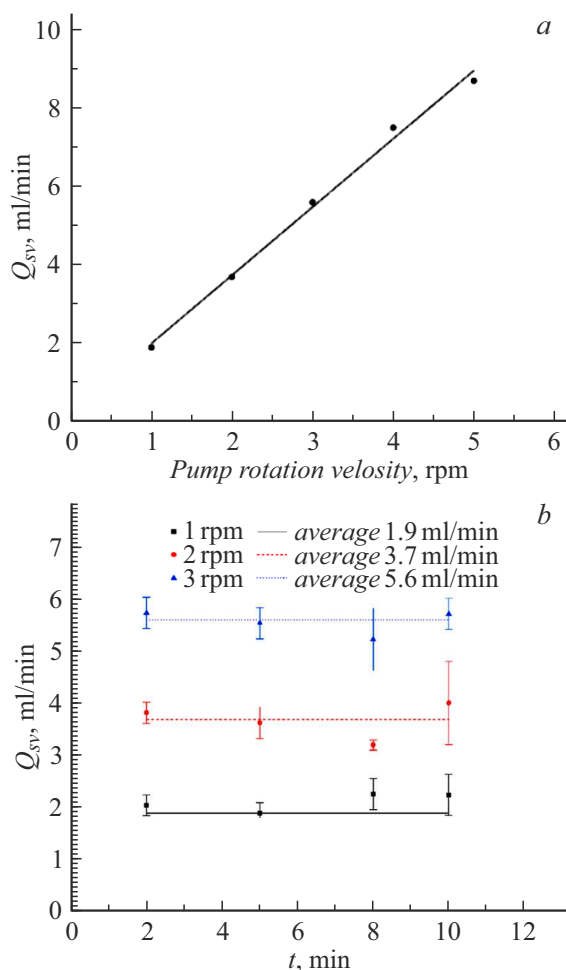 a
10
8
6
4
2
0
Q_sv, ml/min
0 1 2 3 4 5 6
Pump rotation velocity, rpm
b
1 rpm average 1.9 ml/min
2 rpm average 3.7 ml/min
3 rpm average 5.6 ml/min
7
6
5
4
3
2
1
0
Q_sv, ml/min
0 2 4 6 8 10 12
t, min